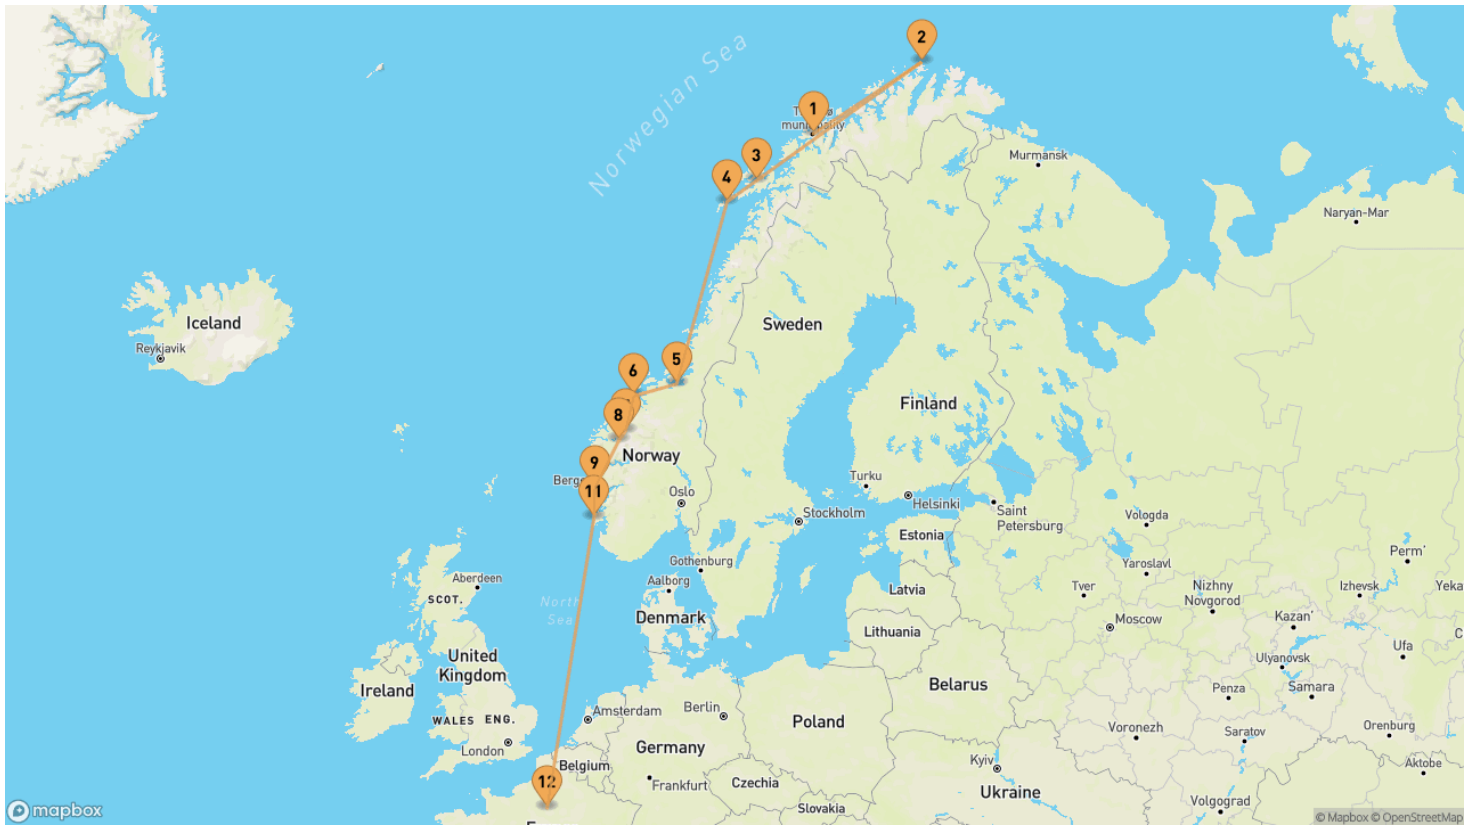 2
Norwegian Sea
1
municipality
3
Murmansk
4
Naryan-Mar
Iceland
Reykjavik
Sweden
5
6
8
Finland
Norway
9
11
Oslo
Turku
Helsinki
Stockholm
Saint
Petersburg
Vologda
Estonia
Perm'
Gothenburg
Yaroslavl
Aberdeen
Aalborg
Latvia
Tver
Nizhny
Novgorod
Izhevsk
SCOT.
North
Sea
Denmark
Moscow
Kazan'
Lithuania
Ufa
United
Kingdom
Ulyanovsk
Ireland
Belarus
Penza
Samara
Amsterdam
Berlin
WALES
ENG.
Poland
Voronezh
Saratov
Orenburg
London
Germany
Belgium
Kyiv
Aktobe
12
Frankfurt
Czechia
Ukraine
Slovakia
Volgograd
mapbox
© Mapbox © OpenStreetMap